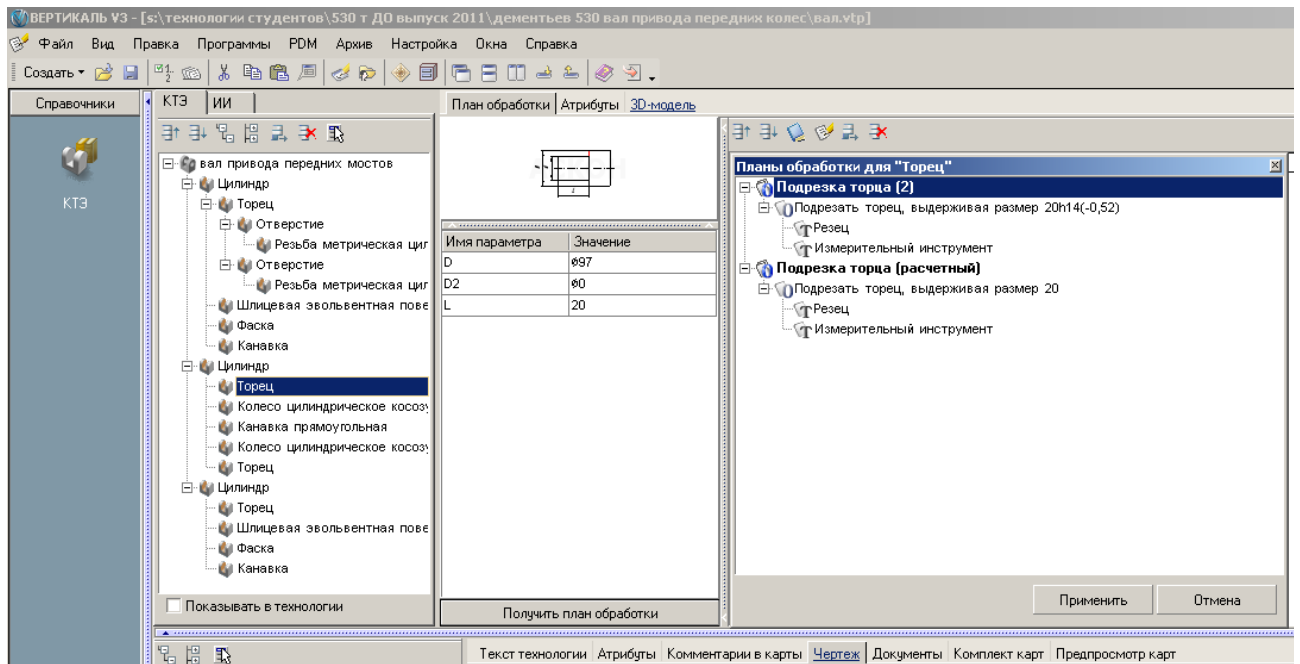 ВЕРТИКАЛЬ V3 - [s:\технологии студентов\530 т ДО выпуск 2011\дементьев 530 вал привода передних колес\вал.vtp]
Файл Вид Правка Программы PDM Архив Настройка Окна Справка
Создать
Справочники
КТЭ
КТЭ ИИ
вал привода передних мостов
Цилиндр
Торец
Отверстие
Резьба метрическая цил
Отверстие
Резьба метрическая цил
Шлицевая эвольвентная пове
Фаска
Канавка
Цилиндр
Торец
Колесо цилиндрическое косозу
Канавка прямоугольная
Колесо цилиндрическое косозу
Торец
Цилиндр
Торец
Шлицевая эвольвентная пове
Фаска
Канавка
Показывать в технологии
План обработки Атрибуты 3D-модель
L
Имя параметра Значение
D ø97
D2 ø0
L 20
Получить план обработки
Планы обработки для "Торец"
Подрезка торца (2)
Подрезать торец, выдерживая размер 20h14(-0,52)
Резец
Измерительный инструмент
Подрезка торца (расчетный)
Подрезать торец, выдерживая размер 20
Резец
Измерительный инструмент
Применить Отмена
Текст технологии Атрибуты Комментарии в карты Чертеж Документы Комплект карт Предпросмотр карт